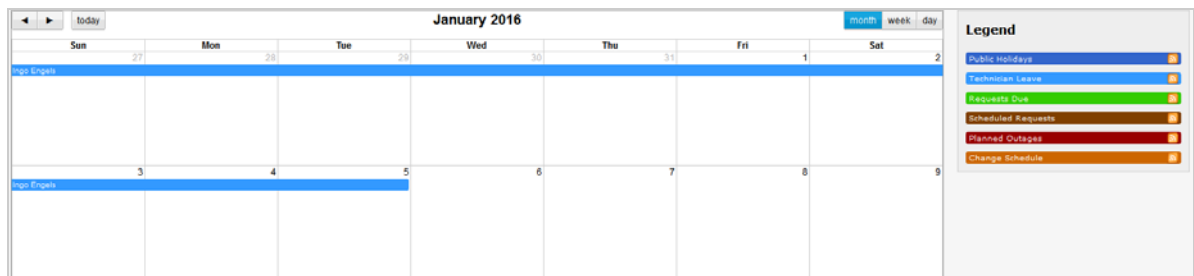 today
January 2016
month week day
Sun Mon Tue Wed Thu Fri Sat
27 28 29 30 31 1 2
Ingo Engels
3 4 5 6 7 8 9
Ingo Engels
Legend
Public Holidays
Technician Leave
Requests Due
Scheduled Requests
Planned Outages
Change Schedule